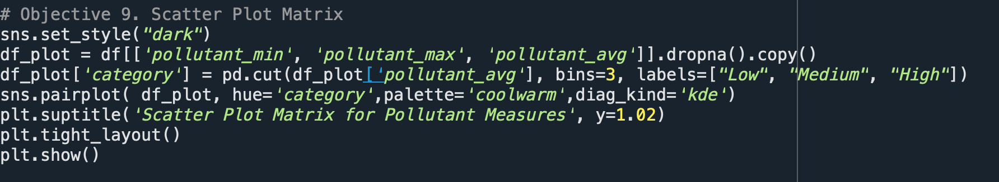 # Objective 9. Scatter Plot Matrix
sns.set_style("dark")
df_plot = df[['pollutant_min', 'pollutant_max', 'pollutant_avg']].dropna().copy()
df_plot['category'] = pd.cut(df_plot['pollutant_avg'], bins=3, labels=["Low", "Medium", "High"])
sns.pairplot( df_plot, hue='category',palette='coolwarm',diag_kind='kde')
plt.suptitle('Scatter Plot Matrix for Pollutant Measures', y=1.02)
plt.tight_layout()
plt.show()